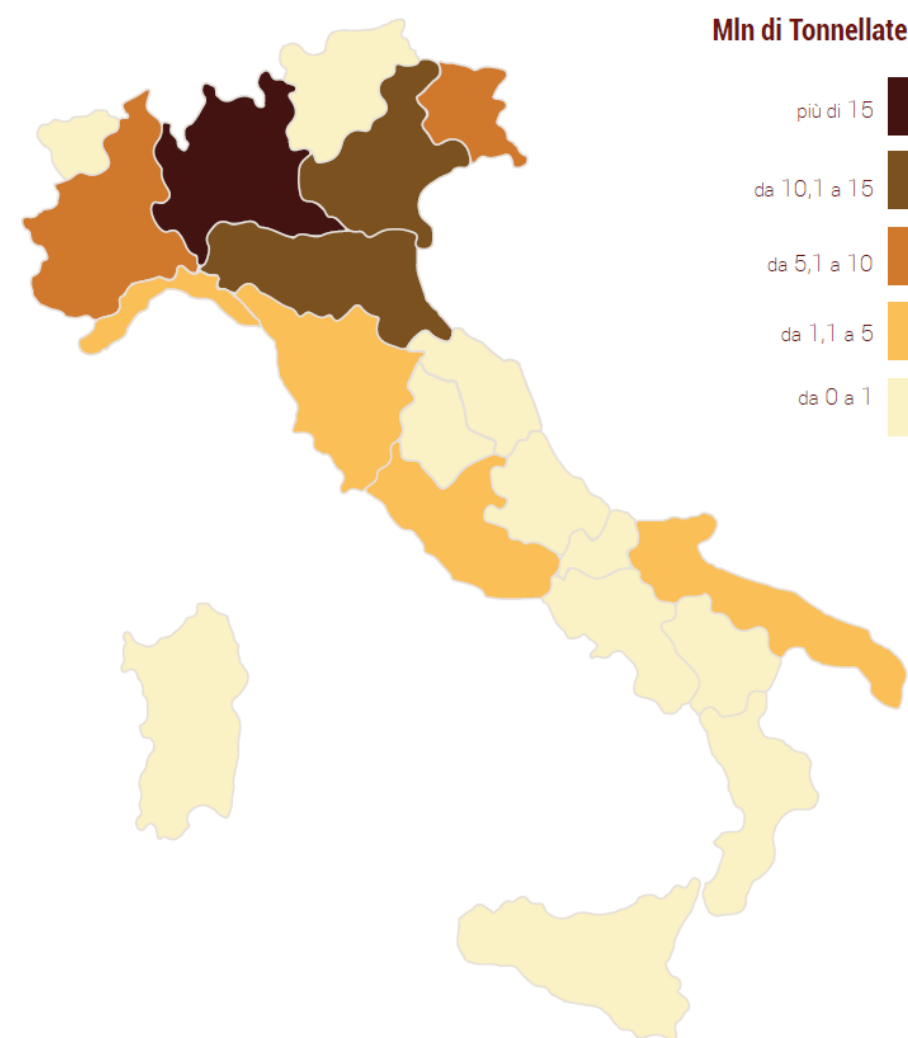 Mln di Tonnellate
più di 15
da 10,1 a 15
da 5,1 a 10
da 1,1 a 5
da 0 a 1